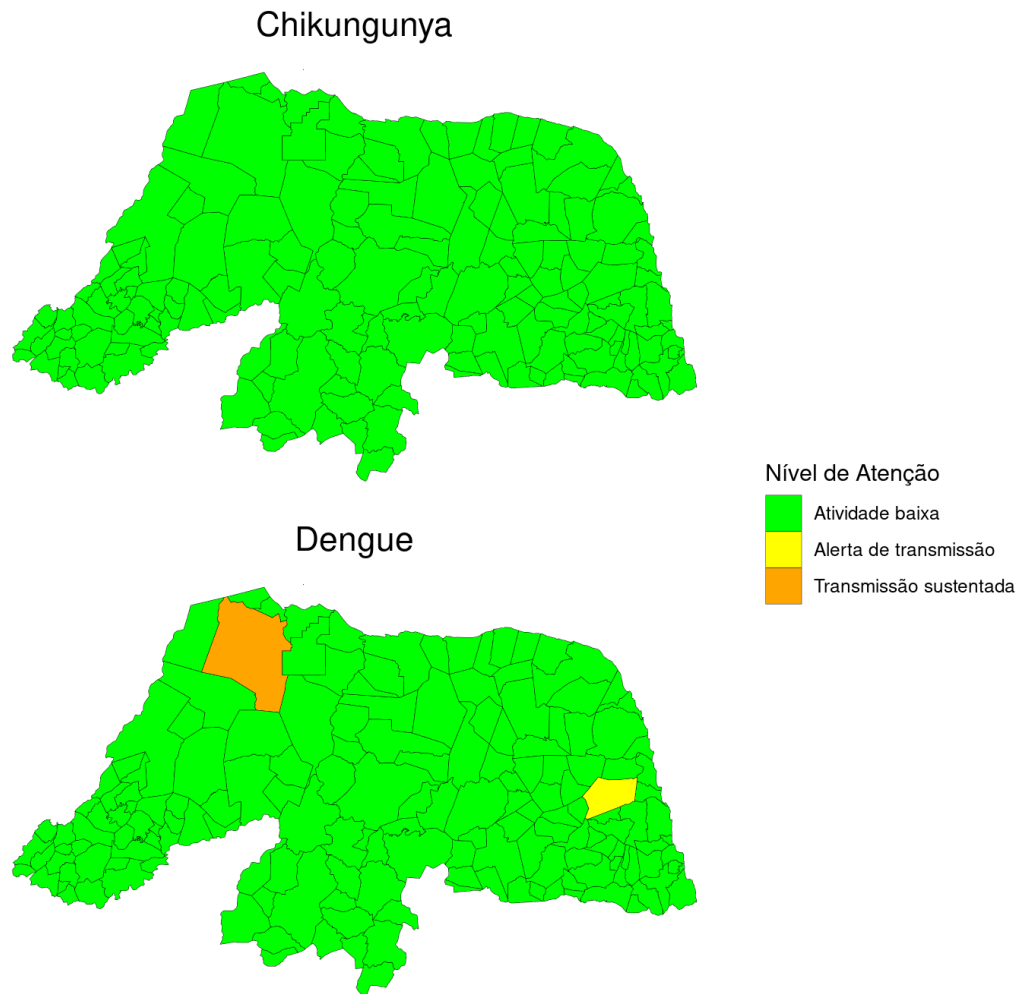 Chikungunya
Nível de Atenção
Atividade baixa
Alerta de transmissão
Transmissão sustentada
Dengue